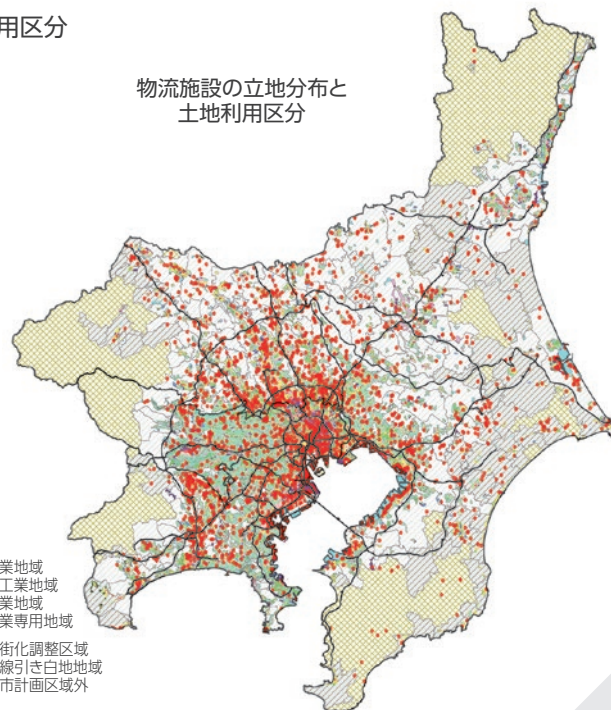 用区分
物流施設の立地分布と
土地利用区分
業地域
工業地域
業地域
業専用地域
街化調整区域
線引き白地地域
市計画区域外